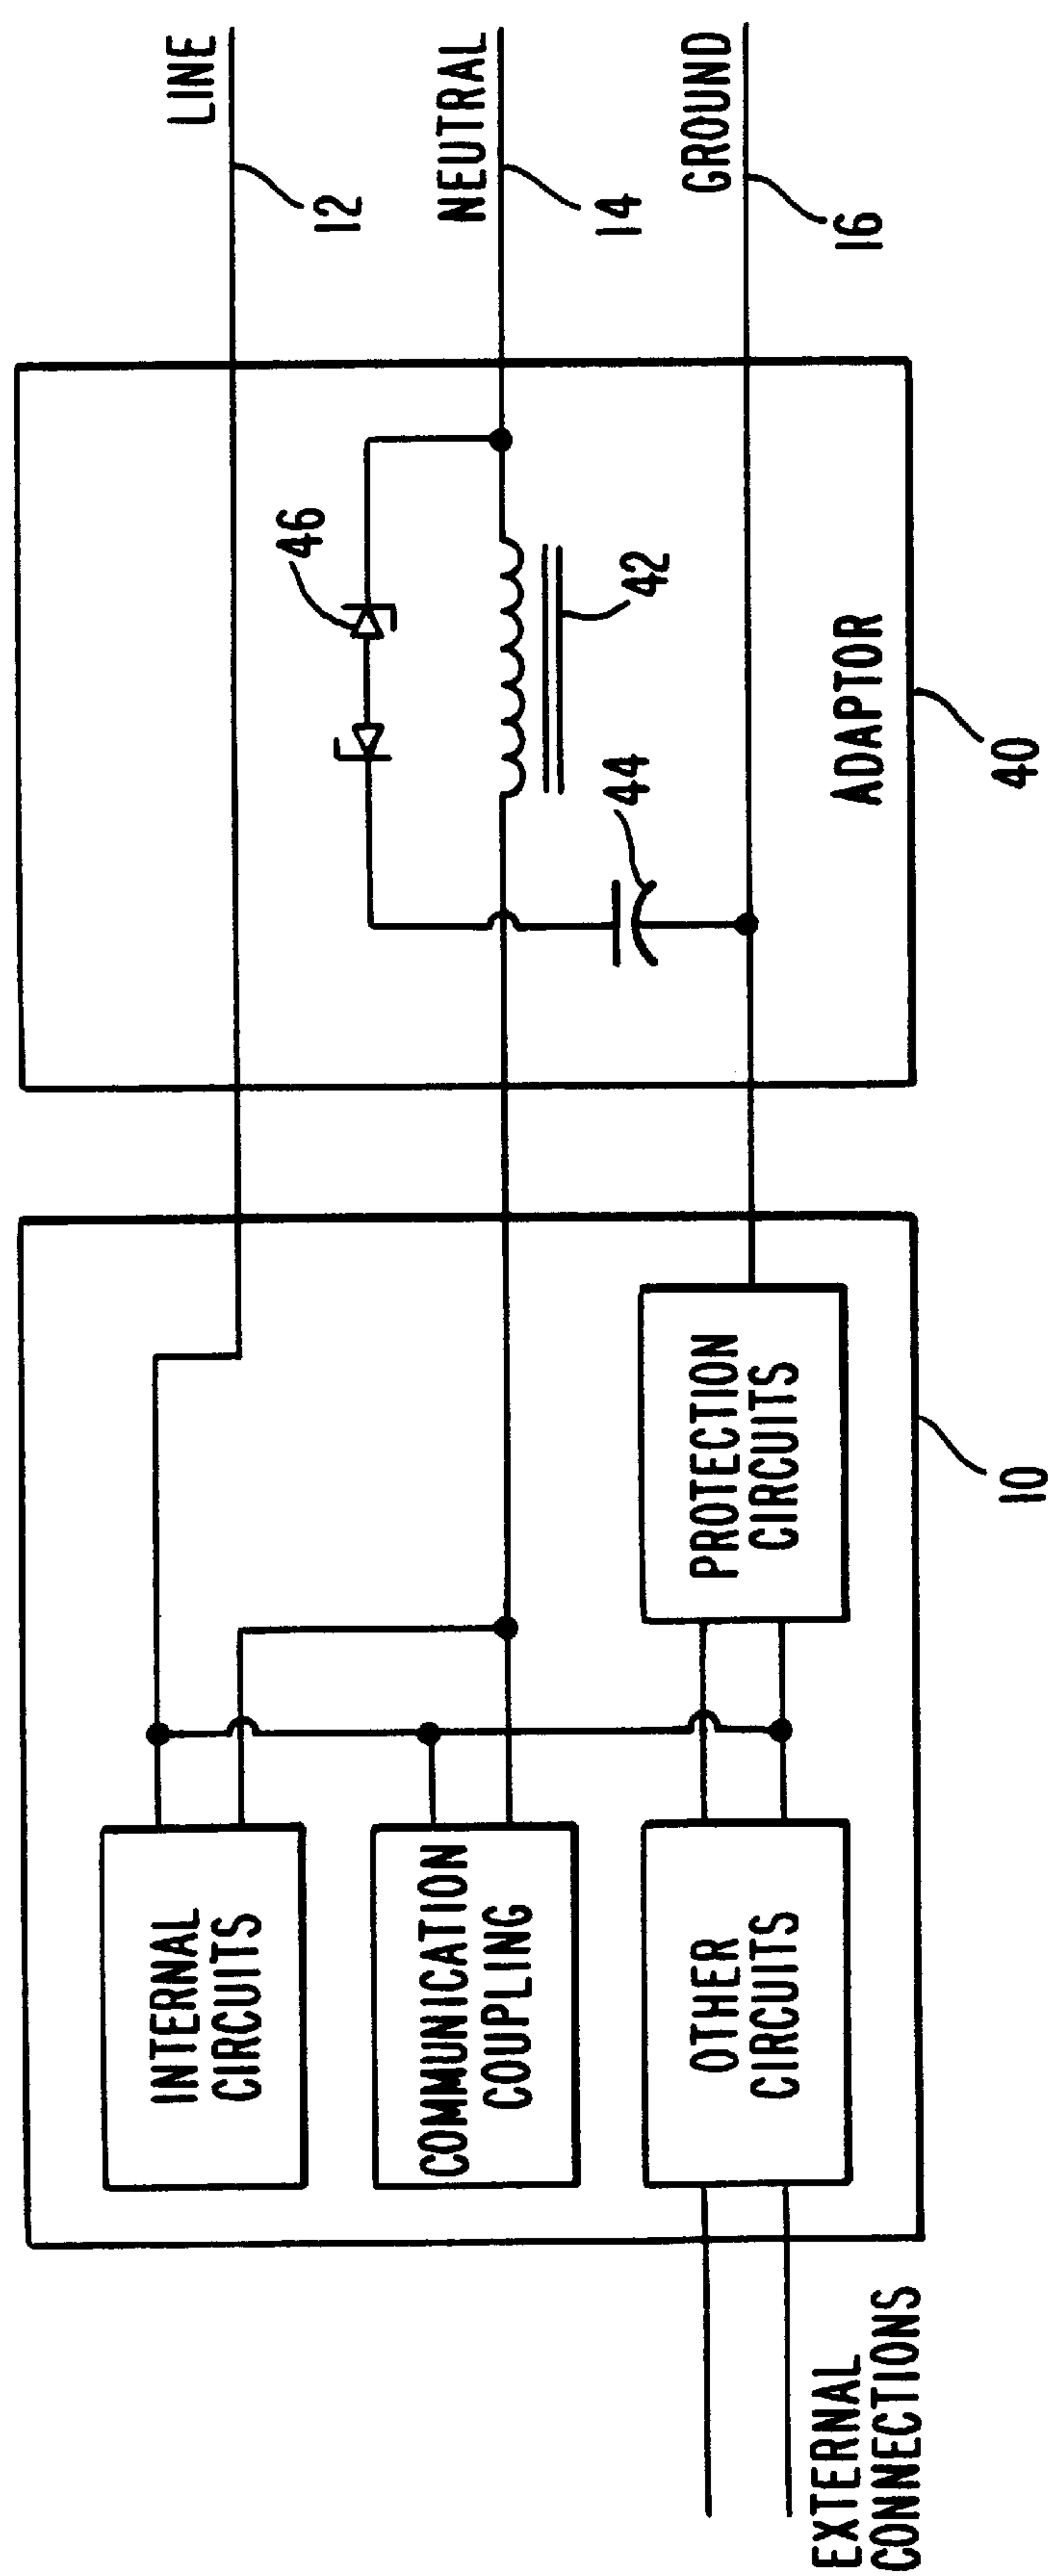 LINE
12
NEUTRAL
14
GROUND
16
46
42
44
ADAPTOR
40
PROTECTION
CIRCUITS
10
INTERNAL
CIRCUITS
COMMUNICATION
COUPLING
OTHER
CIRCUITS
EXTERNAL
CONNECTIONS